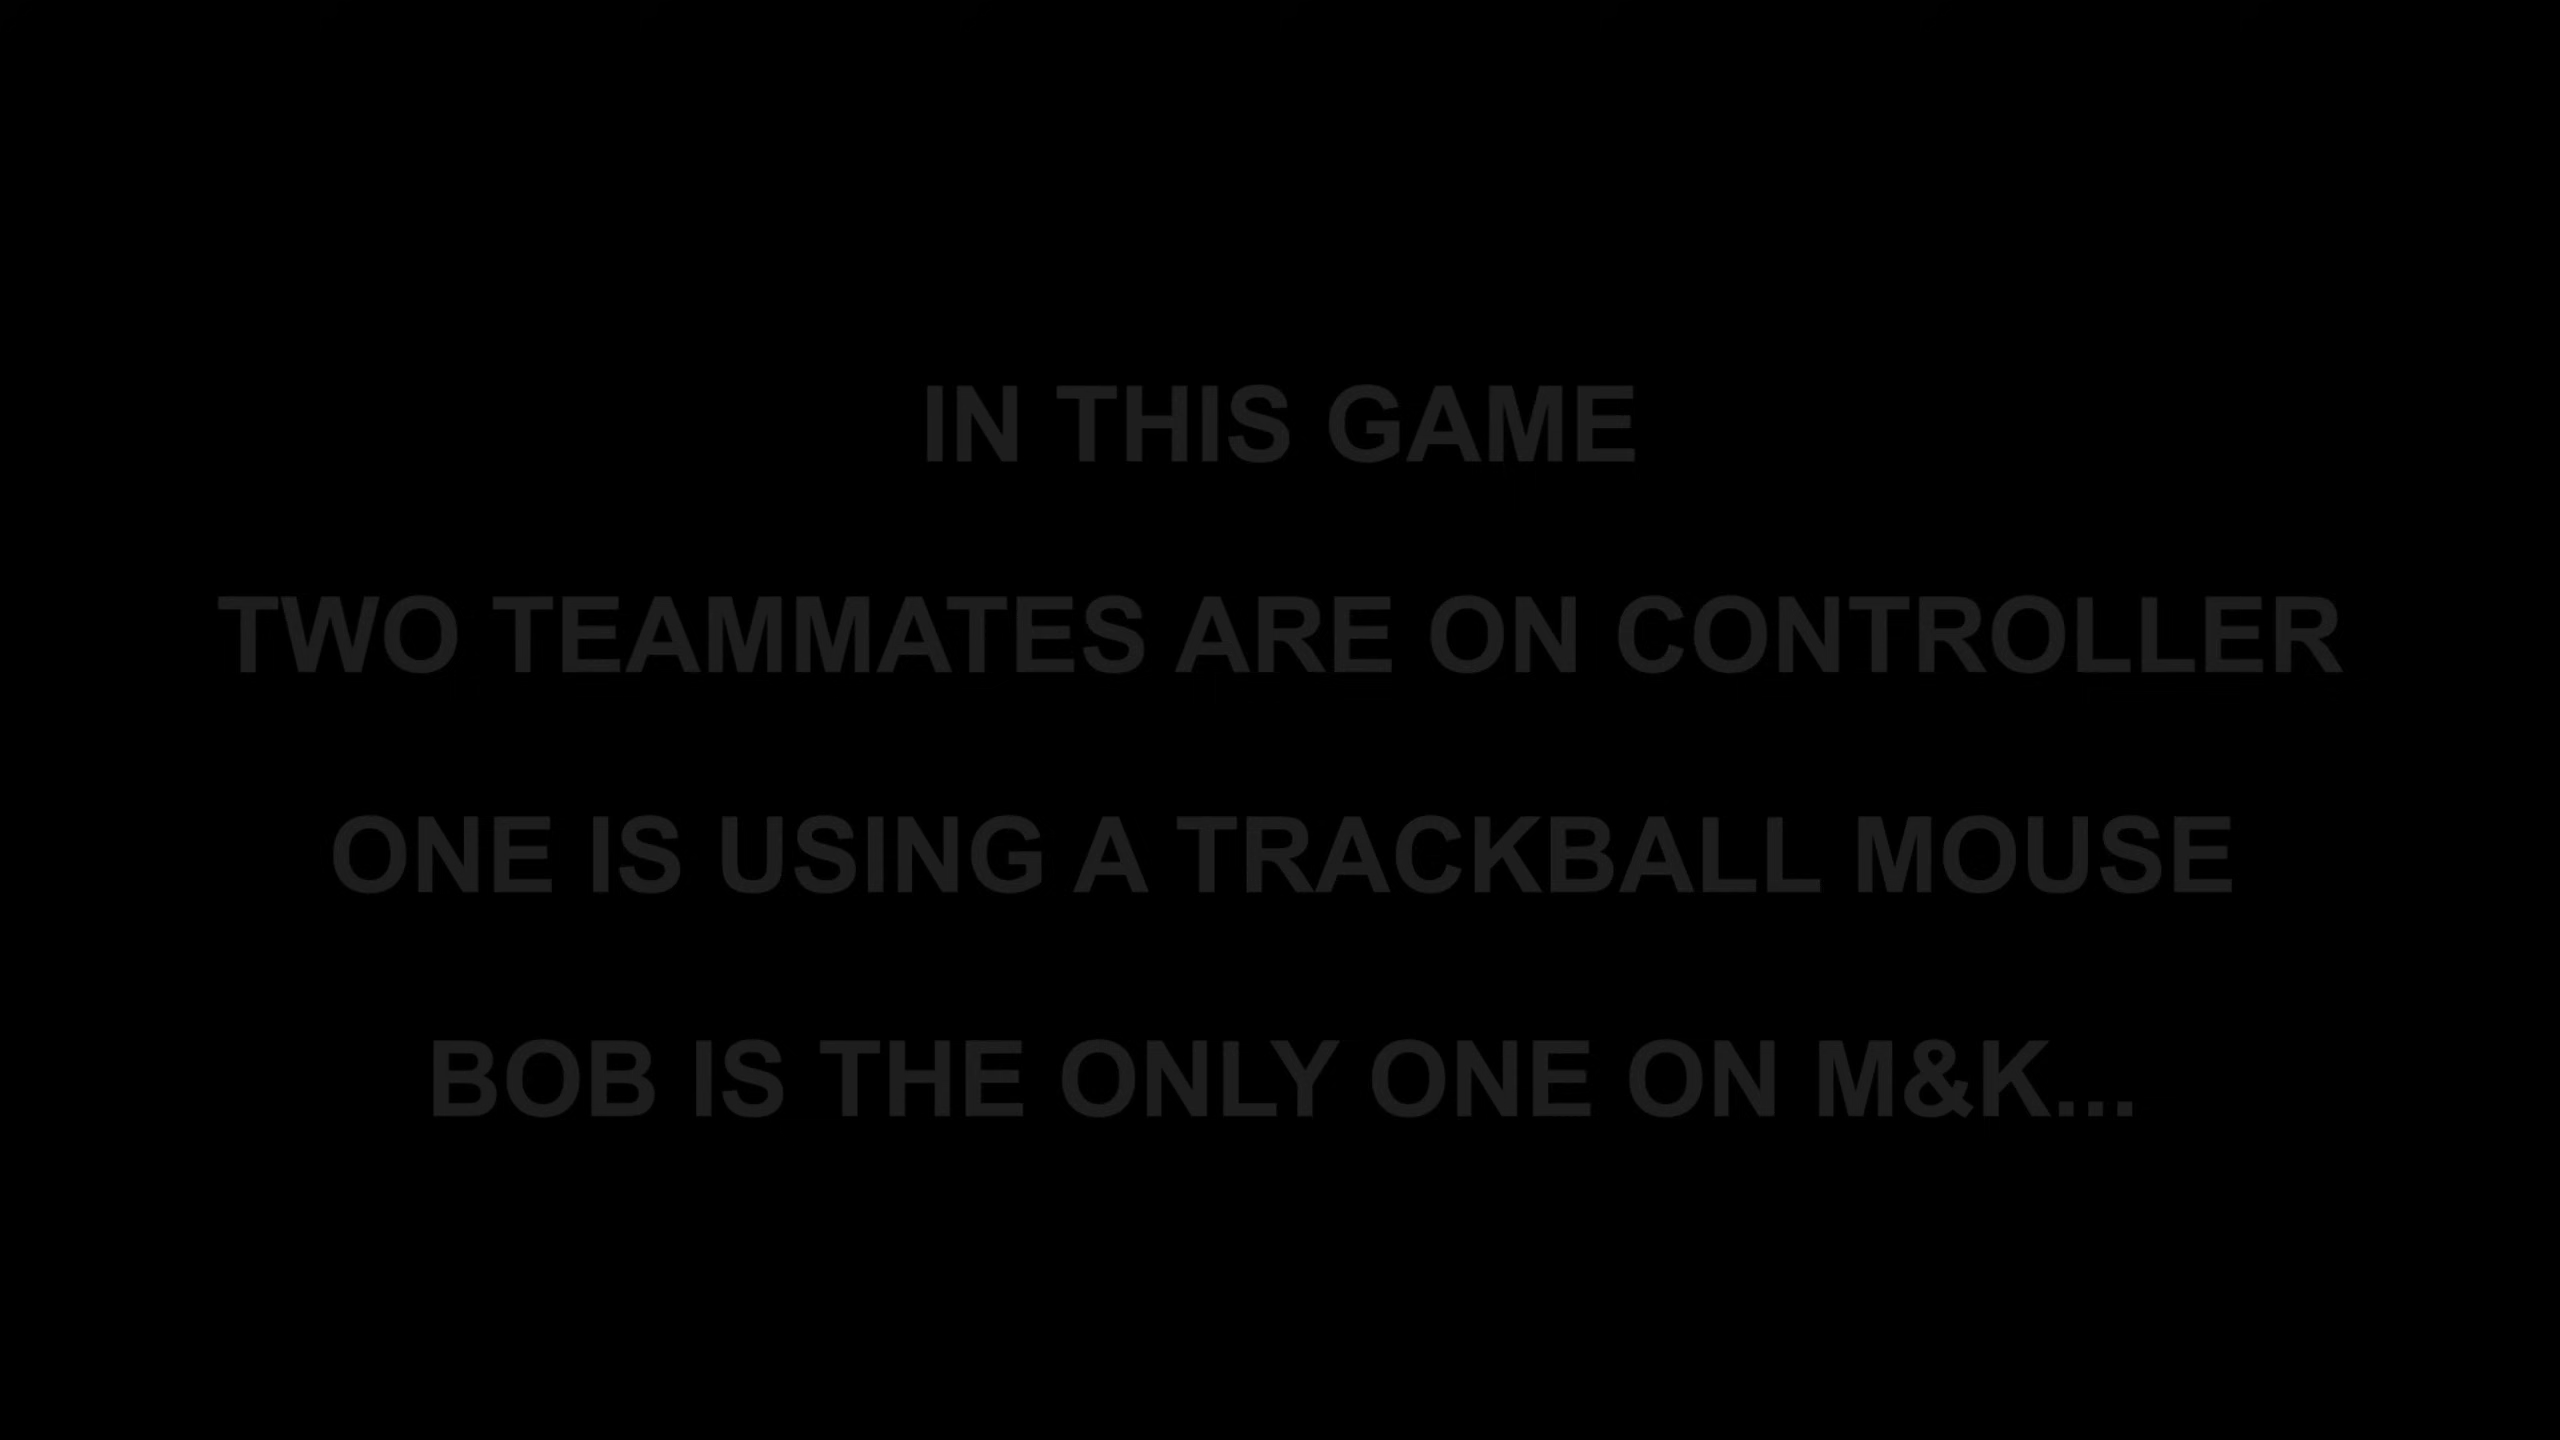 IN THIS GAME
TWO TEAMMATES ARE ON CONTROLLER
ONE IS USING A TRACKBALL MOUSE
BOB IS THE ONLY ONE ON M&K...